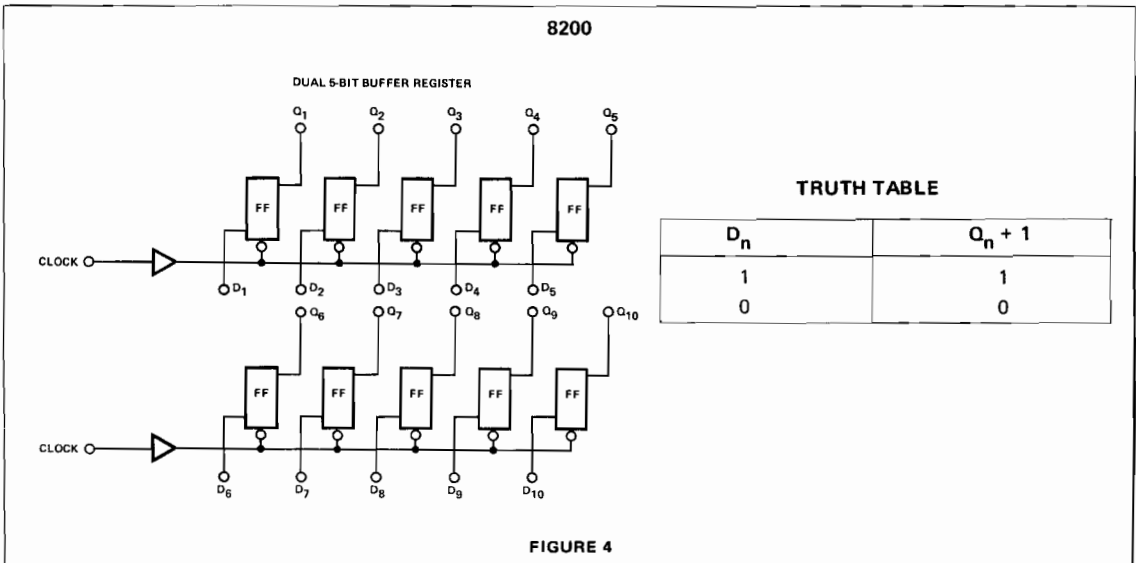 8200
DUAL 5-BIT BUFFER REGISTER
Q1 Q2 Q3 Q4 Q5
FF FF FF FF FF
CLOCK
D1 D2 D3 D4 D5
Q6 Q7 Q8 Q9 Q10
FF FF FF FF FF
CLOCK
D6 D7 D8 D9 D10
TRUTH TABLE
Dn Qn + 1
1 1
0 0
FIGURE 4